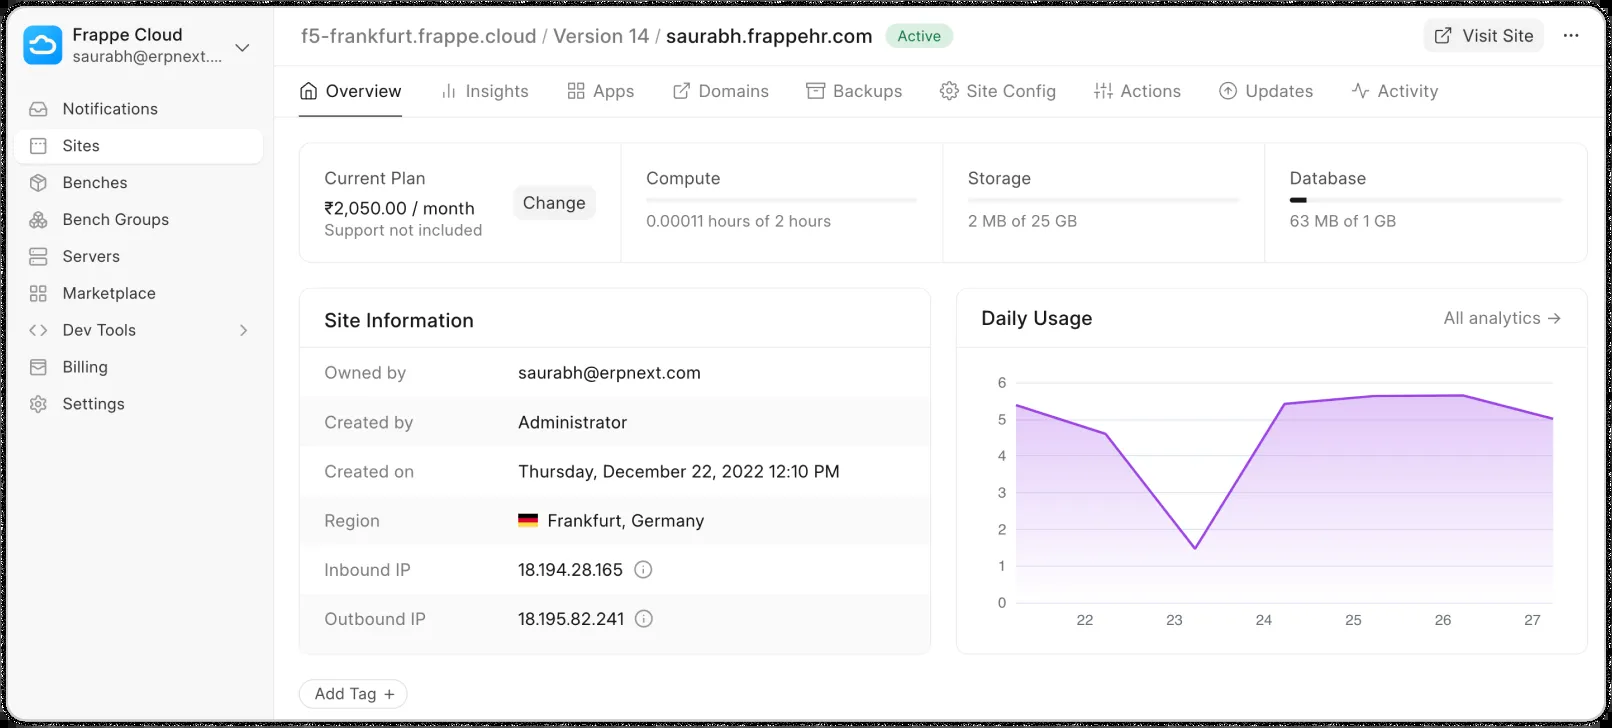 Frappe Cloud
saurabh@erpnext....
Notifications
Sites
Benches
Bench Groups
Servers
Marketplace
Dev Tools
Billing
Settings
f5-frankfurt.frappe.cloud / Version 14 / saurabh.frappehr.com Active
Visit Site ...
Overview Insights Apps Domains Backups Site Config Actions Updates Activity
Current Plan
₹2,050.00 / month
Support not included
Change
Compute
0.00011 hours of 2 hours
Storage
2 MB of 25 GB
Database
63 MB of 1 GB
Site Information
Owned by saurabh@erpnext.com
Created by Administrator
Created on Thursday, December 22, 2022 12:10 PM
Region Frankfurt, Germany
Inbound IP 18.194.28.165
Outbound IP 18.195.82.241
Daily Usage All analytics →
6
5
4
3
2
1
0
22 23 24 25 26 27
Add Tag +